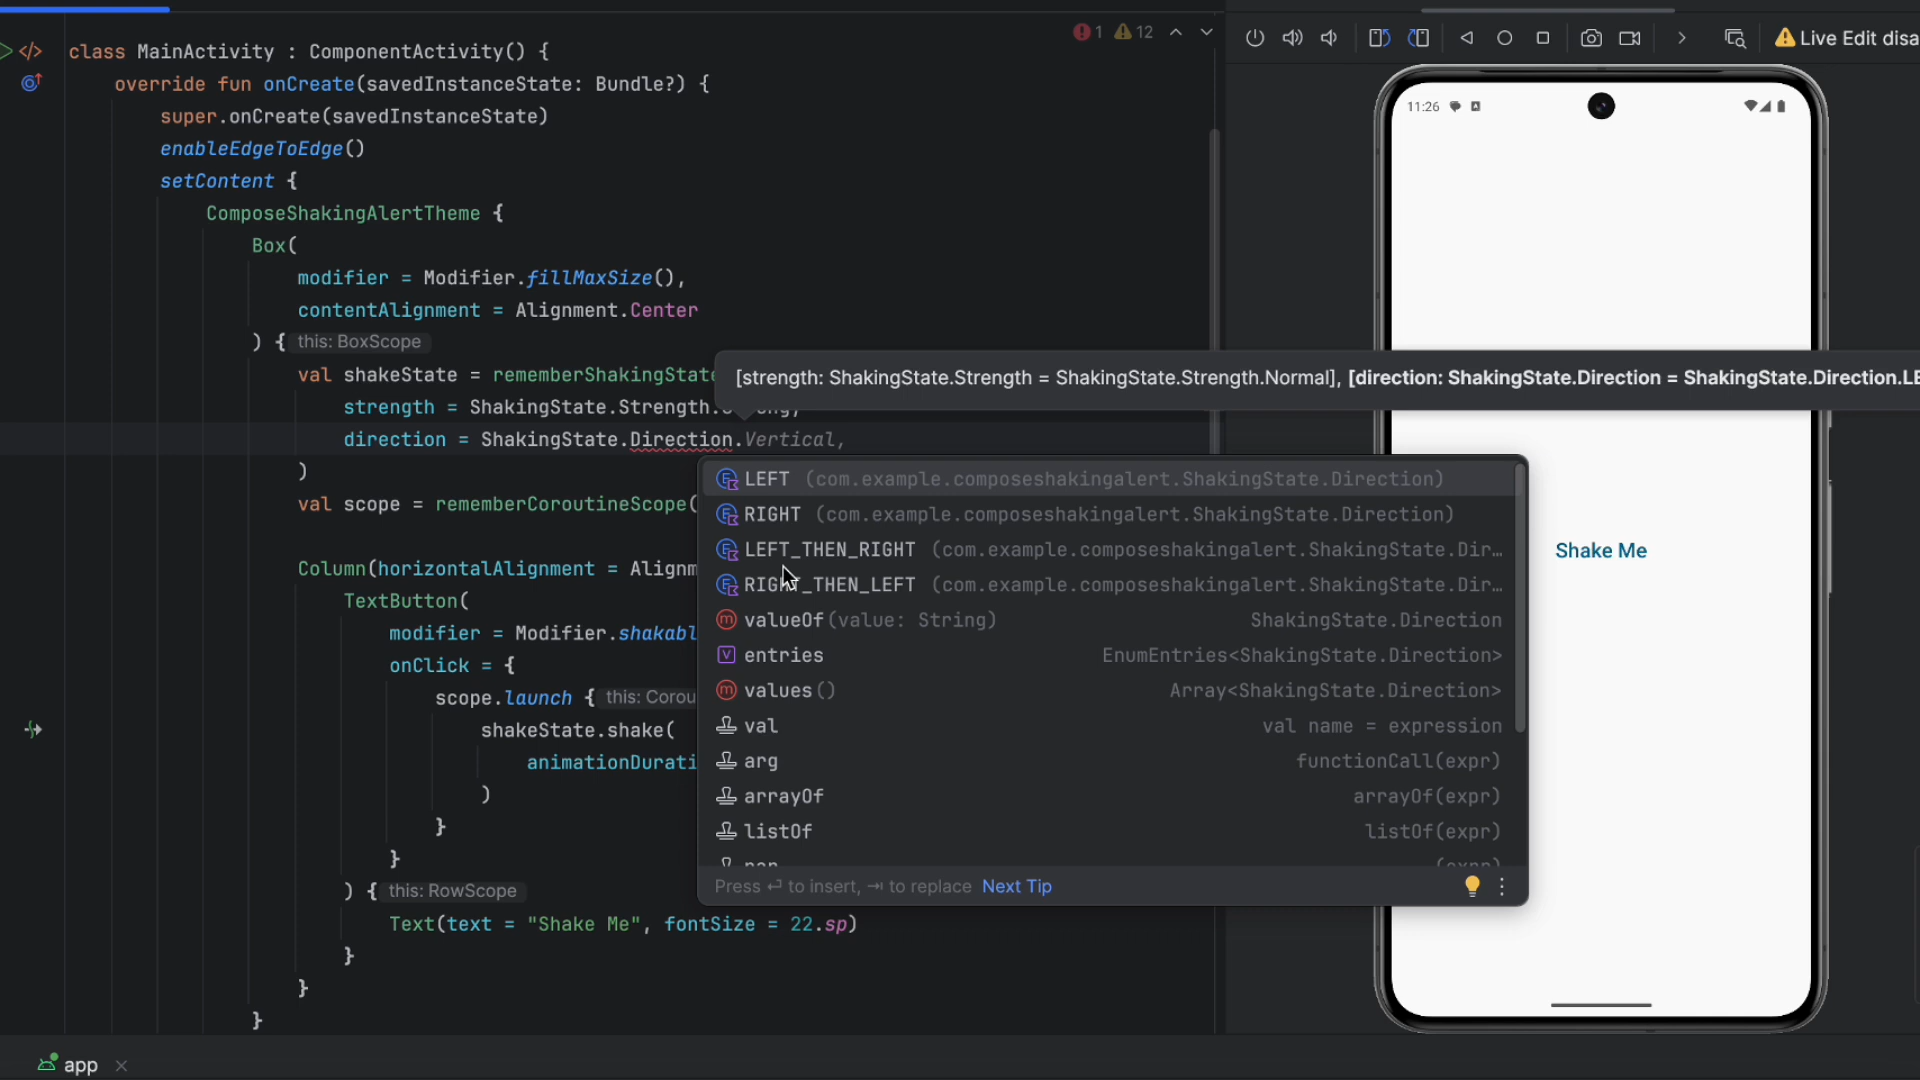 class MainActivity : ComponentActivity() {
override fun onCreate(savedInstanceState: Bundle?) {
super.onCreate(savedInstanceState)
enableEdgeToEdge()
setContent {
ComposeShakingAlertTheme {
Box(
modifier = Modifier.fillMaxSize(),
contentAlignment = Alignment.Center
) { this: BoxScope
val shakeState = rememberShakingState
strength = ShakingState.Strength.
direction = ShakingState.Direction.Vertical,
)
val scope = rememberCoroutineScope(
Column(horizontalAlignment = Alignm
TextButton(
modifier = Modifier.shakabl
onClick = {
scope.launch { this: Corou
shakeState.shake(
animationDurati
)
}
}
) { this: RowScope
Text(text = "Shake Me", fontSize = 22.sp)
}
}
}
1 12
[strength: ShakingState.Strength = ShakingState.Strength.Normal], [direction: ShakingState.Direction = ShakingState.Direction.LE
LEFT (com.example.composeshakingalert.ShakingState.Direction)
RIGHT (com.example.composeshakingalert.ShakingState.Direction)
LEFT_THEN_RIGHT (com.example.composeshakingalert.ShakingState.Dir...
RIGHT_THEN_LEFT (com.example.composeshakingalert.ShakingState.Dir...
valueOf(value: String) ShakingState.Direction
entries EnumEntries<ShakingState.Direction>
values() Array<ShakingState.Direction>
val val name = expression
arg functionCall(expr)
arrayOf arrayOf(expr)
listOf listOf(expr)
Press ↵ to insert, ⇥ to replace Next Tip
Live Edit disa
11:26
Shake Me
app